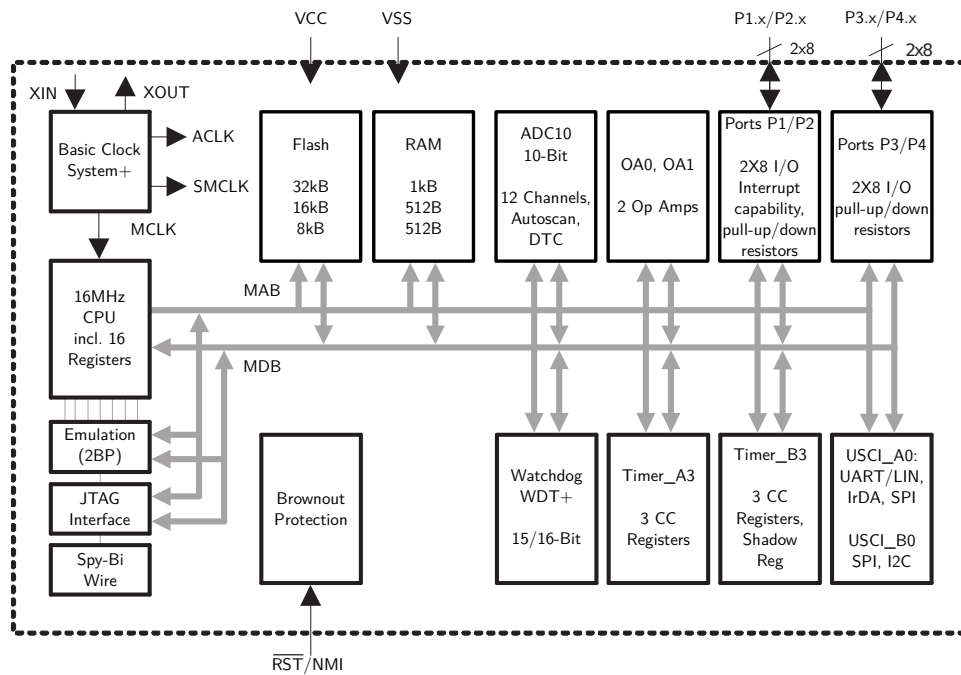 VCC
VSS
P1.x/P2.x
P3.x/P4.x
2x8
2x8
XIN
XOUT
Basic Clock
System+
ACLK
SMCLK
MCLK
Flash
32kB
16kB
8kB
RAM
1kB
512B
512B
ADC10
10-Bit
12 Channels,
Autoscan,
DTC
OA0, OA1
2 Op Amps
Ports P1/P2
2X8 I/O
Interrupt
capability,
pull-up/down
resistors
Ports P3/P4
2X8 I/O
pull-up/down
resistors
16MHz
CPU
incl. 16
Registers
MAB
MDB
Emulation
(2BP)
JTAG
Interface
Spy-Bi
Wire
Brownout
Protection
Watchdog
WDT+
15/16-Bit
Timer_A3
3 CC
Registers
Timer_B3
3 CC
Registers,
Shadow
Reg
USCI_A0:
UART/LIN,
IrDA, SPI
USCI_B0
SPI, I2C
R̅S̅T̅/NMI